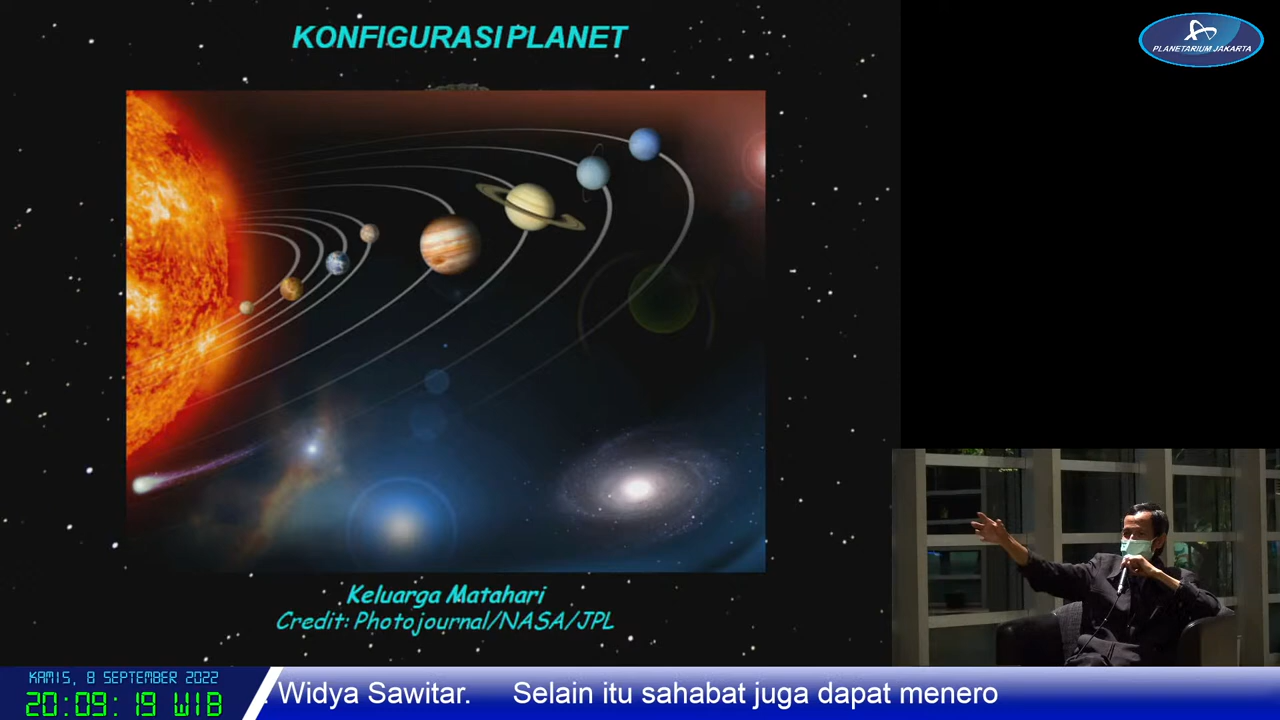 KONFIGURASI PLANET
PLANETARIUM JAKARTA
Keluarga Matahari
Credit: Photojournal/NASA/JPL
KAMIS, 8 SEPTEMBER 2022
20:09:19 WIB
. Widya Sawitar. Selain itu sahabat juga dapat menero